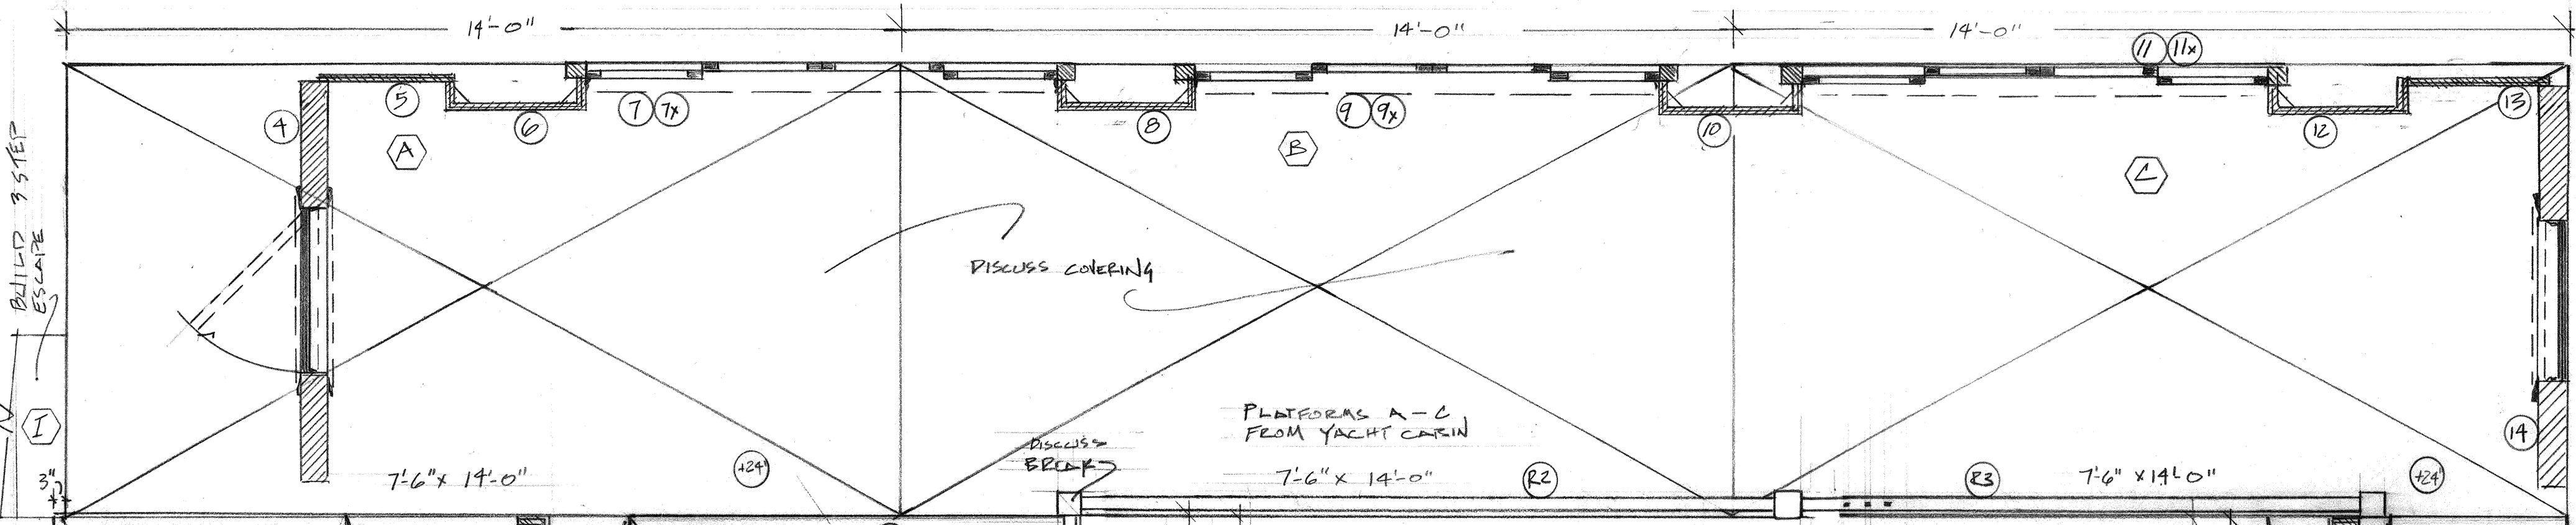 14'-0"
14'-0"
14'-0"
11 11x
5
6
7 7x
8
9 9x
10
12
13
4
A
B
C
BUILD 3 STEP
ESCAPE
DISCUSS COVERING
PLATFORMS A - C
FROM YACHT CABIN
DISCUSS
BREAK
I
14
3"
7'-6" x 14'-0"
+24"
7'-6" x 14'-0"
R2
R3
7'-6" x 14'-0"
+24"